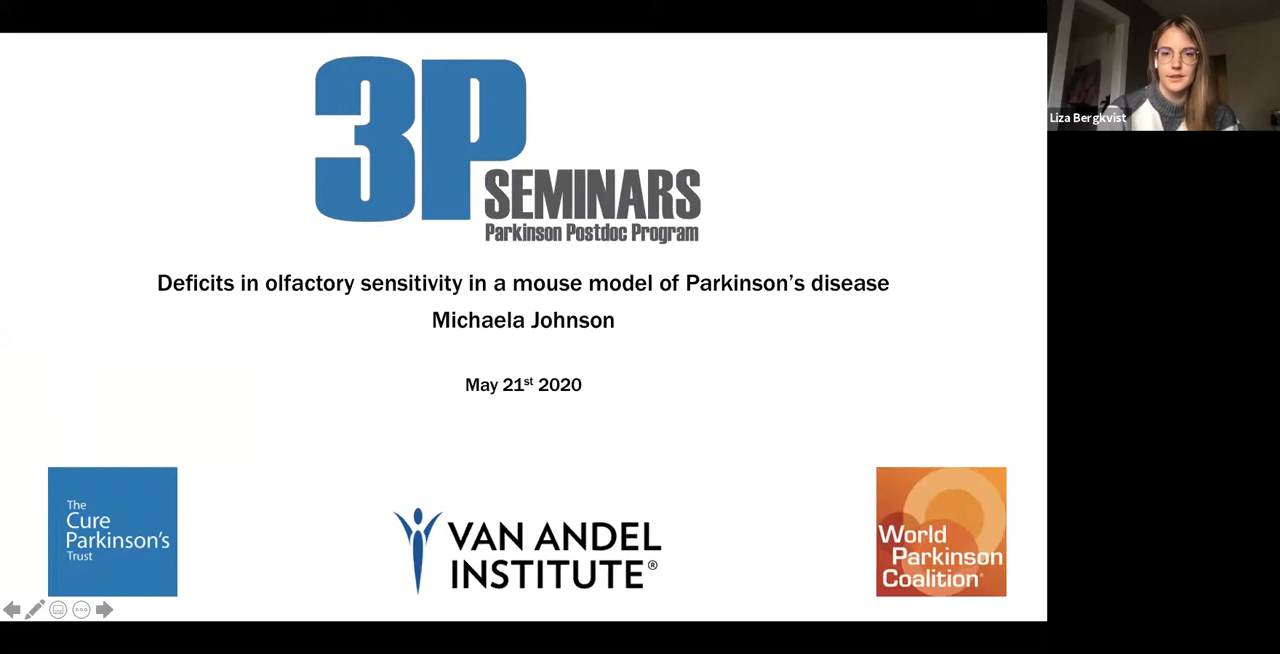 3P
SEMINARS
Parkinson Postdoc Program
Deficits in olfactory sensitivity in a mouse model of Parkinson's disease
Michaela Johnson
May 21st 2020
The
Cure
Parkinson's
Trust
VAN ANDEL
INSTITUTE®
World
Parkinson
Coalition®
Liza Bergkvist